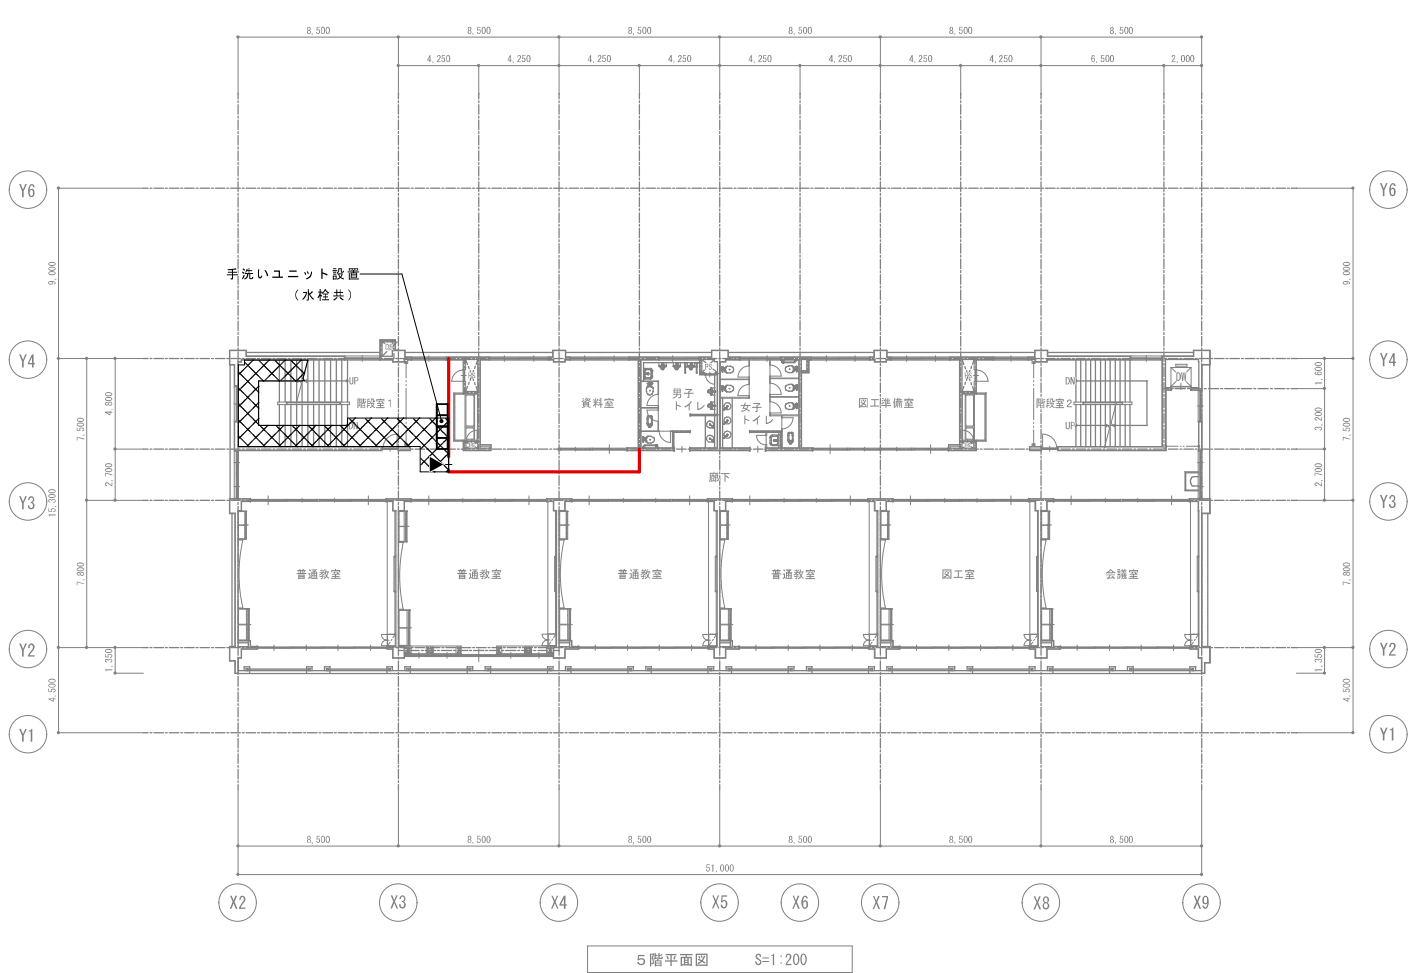 8,500 8,500 8,500 8,500 8,500 8,500
4,250 4,250 4,250 4,250 4,250 4,250 4,250 6,500 2,000
Y6 Y6
9,000 9,000
手洗いユニット設置
（水栓共）
Y4 Y4
UP DN DW
階段室１ 資料室 男子 図工準備室 階段室２
トイレ PS
女子
トイレ
DN UP
4,800 7,500 1,600 3,200 7,500
廊下
2,700 2,700
Y3 Y3
15,300
普通教室 普通教室 普通教室 普通教室 図工室 会議室
7,800 7,800
Y2 Y2
1,350 1,350
4,500 4,500
Y1 Y1
8,500 8,500 8,500 8,500 8,500 8,500
51,000
X2 X3 X4 X5 X6 X7 X8 X9
５階平面図 S=1:200